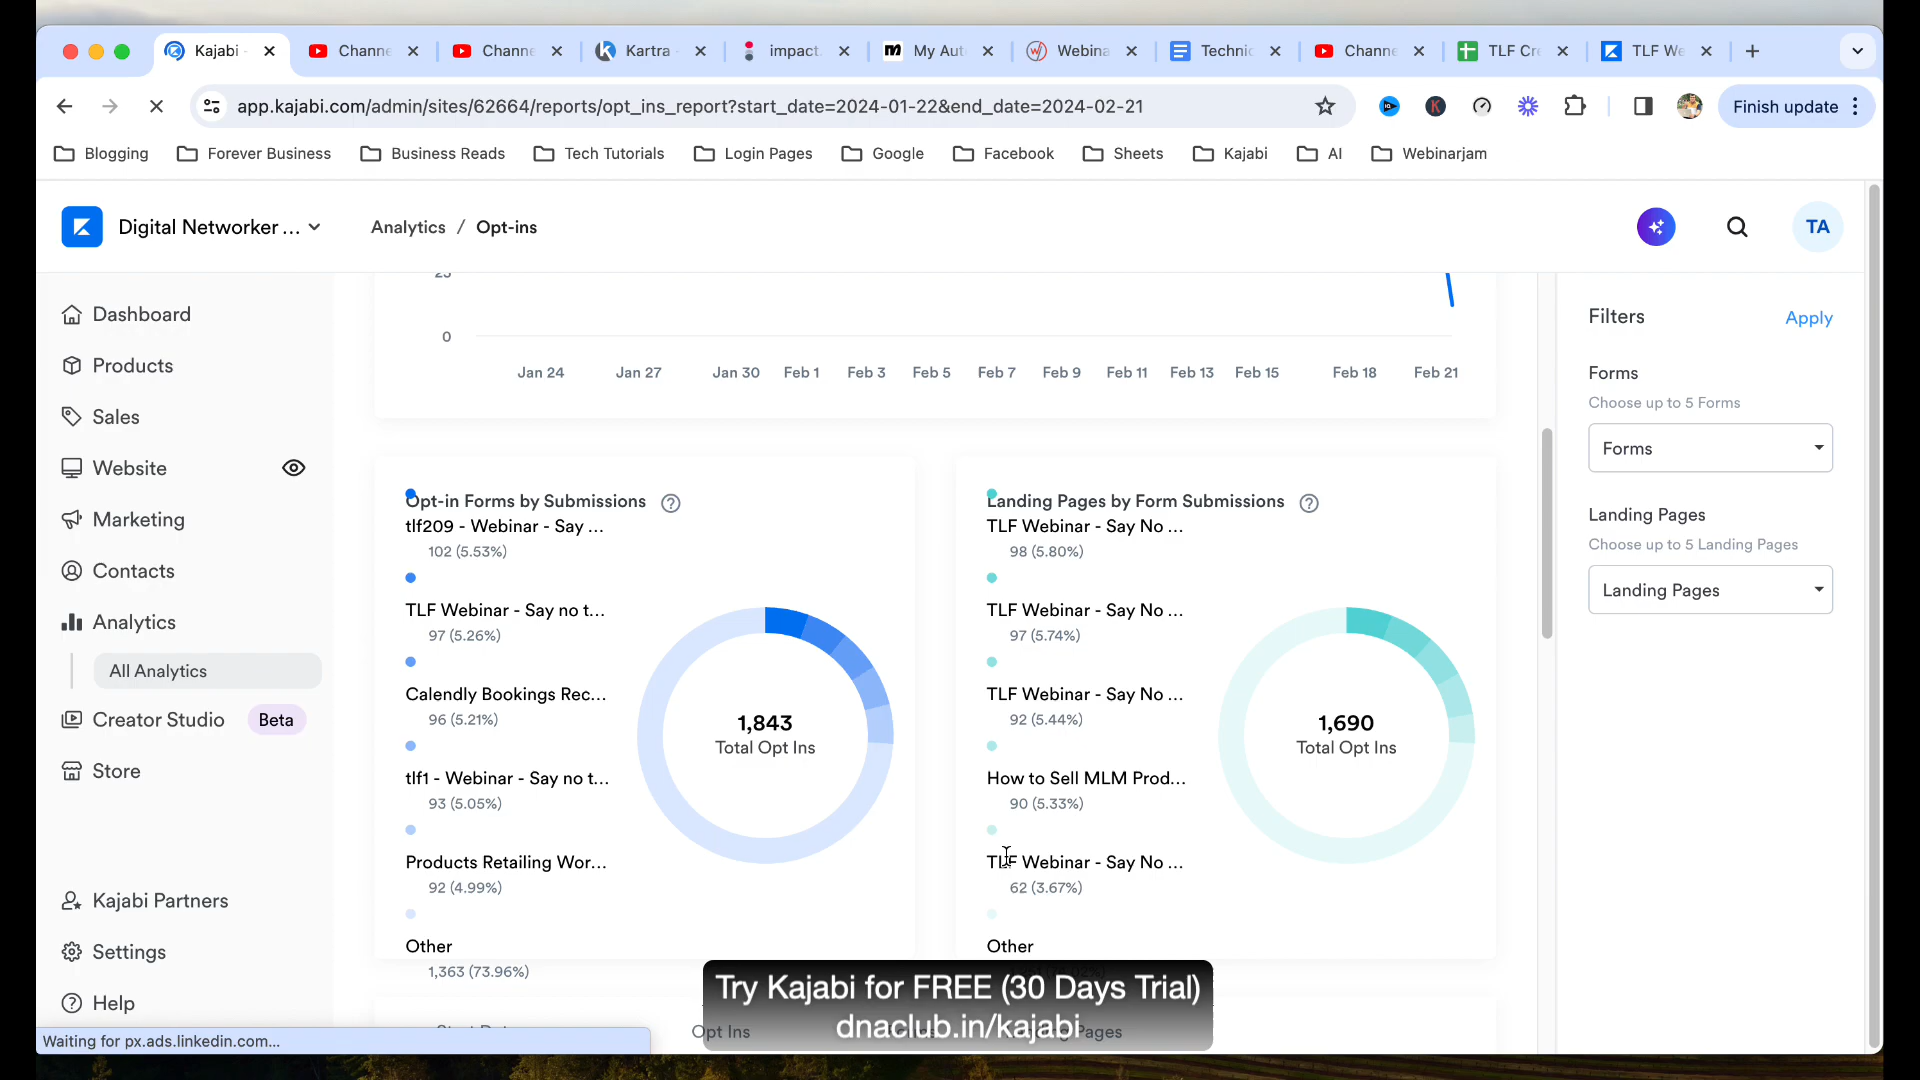 Kajabi -
Channe
Channe
Kartra -
impact.
My Aut
Webina
Technic
Channe
TLF Cre
TLF We
app.kajabi.com/admin/sites/62664/reports/opt_ins_report?start_date=2024-01-22&end_date=2024-02-21
Finish update
Blogging
Forever Business
Business Reads
Tech Tutorials
Login Pages
Google
Facebook
Sheets
Kajabi
AI
Webinarjam
Digital Networker ...
Analytics / Opt-ins
TA
Dashboard
Products
Sales
Website
Marketing
Contacts
Analytics
All Analytics
Creator Studio
Beta
Store
Kajabi Partners
Settings
Help
25
0
Jan 24
Jan 27
Jan 30
Feb 1
Feb 3
Feb 5
Feb 7
Feb 9
Feb 11
Feb 13
Feb 15
Feb 18
Feb 21
Opt-in Forms by Submissions
tlf209 - Webinar - Say ...
102 (5.53%)
TLF Webinar - Say no t...
97 (5.26%)
Calendly Bookings Rec...
96 (5.21%)
tlf1 - Webinar - Say no t...
93 (5.05%)
Products Retailing Wor...
92 (4.99%)
Other
1,363 (73.96%)
1,843
Total Opt Ins
Landing Pages by Form Submissions
TLF Webinar - Say No ...
98 (5.80%)
TLF Webinar - Say No ...
97 (5.74%)
TLF Webinar - Say No ...
92 (5.44%)
How to Sell MLM Prod...
90 (5.33%)
TLF Webinar - Say No ...
62 (3.67%)
Other
1,690
Total Opt Ins
Opt Ins
Pages
Filters
Apply
Forms
Choose up to 5 Forms
Forms
Landing Pages
Choose up to 5 Landing Pages
Landing Pages
Try Kajabi for FREE (30 Days Trial)
dnaclub.in/kajabi
Waiting for px.ads.linkedin.com...